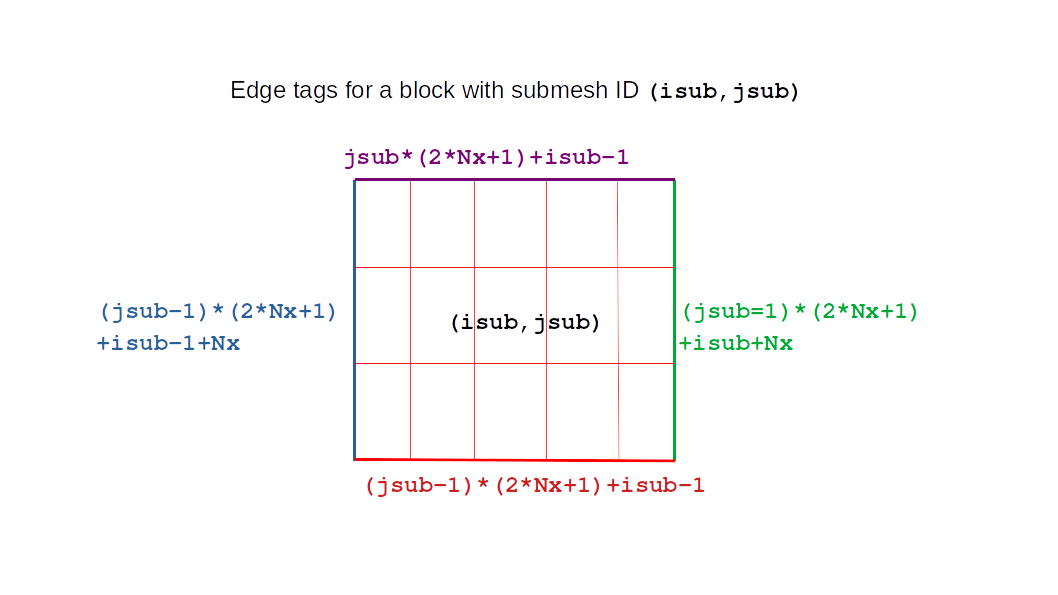 Edge tags for a block with submesh ID (isub,jsub)
jsub*(2*Nx+1)+isub-1
(jsub-1)*(2*Nx+1)
+isub-1+Nx
(isub,jsub)
(jsub=1)*(2*Nx+1)
+isub+Nx
(jsub-1)*(2*Nx+1)+isub-1